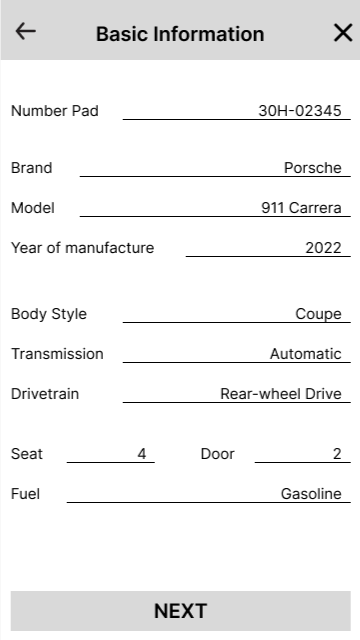 Basic Information
Number Pad 30H-02345
Brand Porsche
Model 911 Carrera
Year of manufacture 2022
Body Style Coupe
Transmission Automatic
Drivetrain Rear-wheel Drive
Seat 4 Door 2
Fuel Gasoline
NEXT